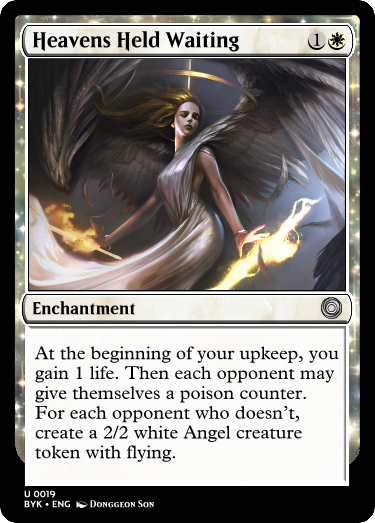 Heavens Held Waiting 1
Enchantment
At the beginning of your upkeep, you
gain 1 life. Then each opponent may
give themselves a poison counter.
For each opponent who doesn't,
create a 2/2 white Angel creature
token with flying.
U 0019
BYK • ENG Donggeon Son